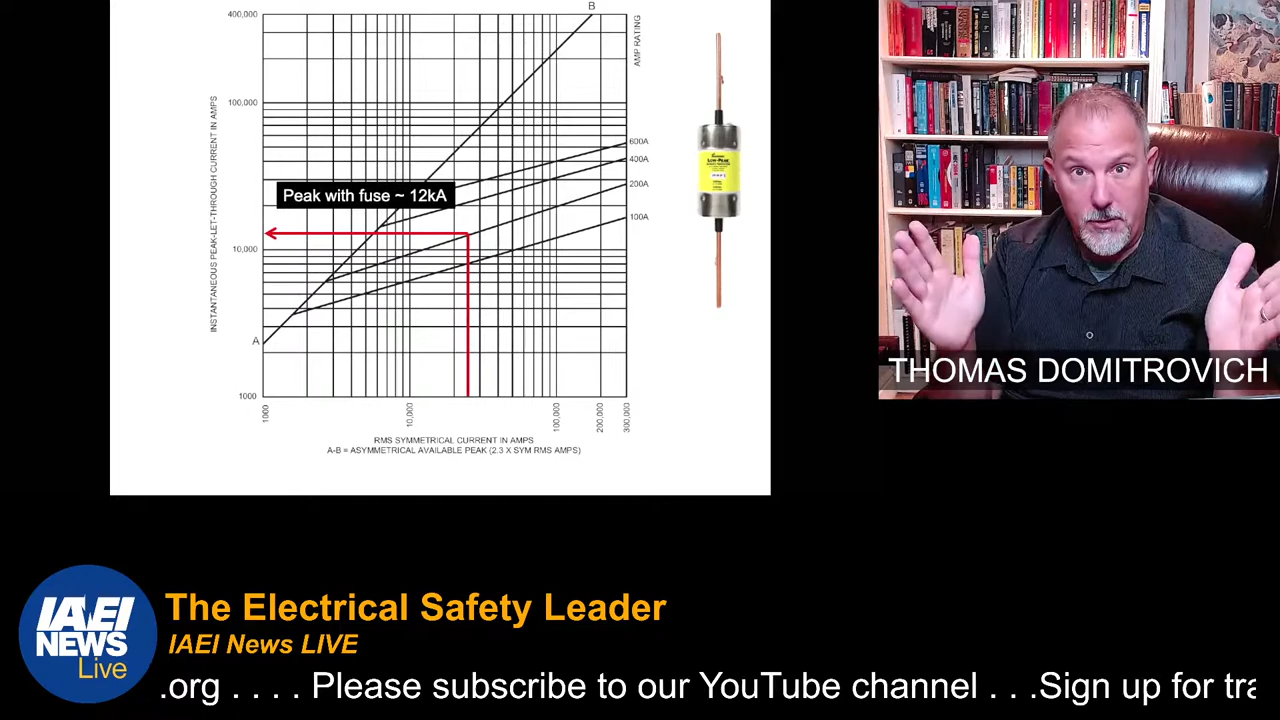 B
400,000
AMP RATING
100,000
INSTANTANEOUS PEAK-LET-THROUGH CURRENT IN AMPS
600A
400A
200A
100A
Peak with fuse ~ 12kA
10,000
A
1000
1000
10,000
100,000
200,000
300,000
RMS SYMMETRICAL CURRENT IN AMPS
A-B = ASYMMETRICAL AVAILABLE PEAK (2.3 X SYM RMS AMPS)
LOW-PEAK
THOMAS DOMITROVICH
IAEI
NEWS
Live
The Electrical Safety Leader
IAEI News LIVE
.org . . . . Please subscribe to our YouTube channel . . .Sign up for tra